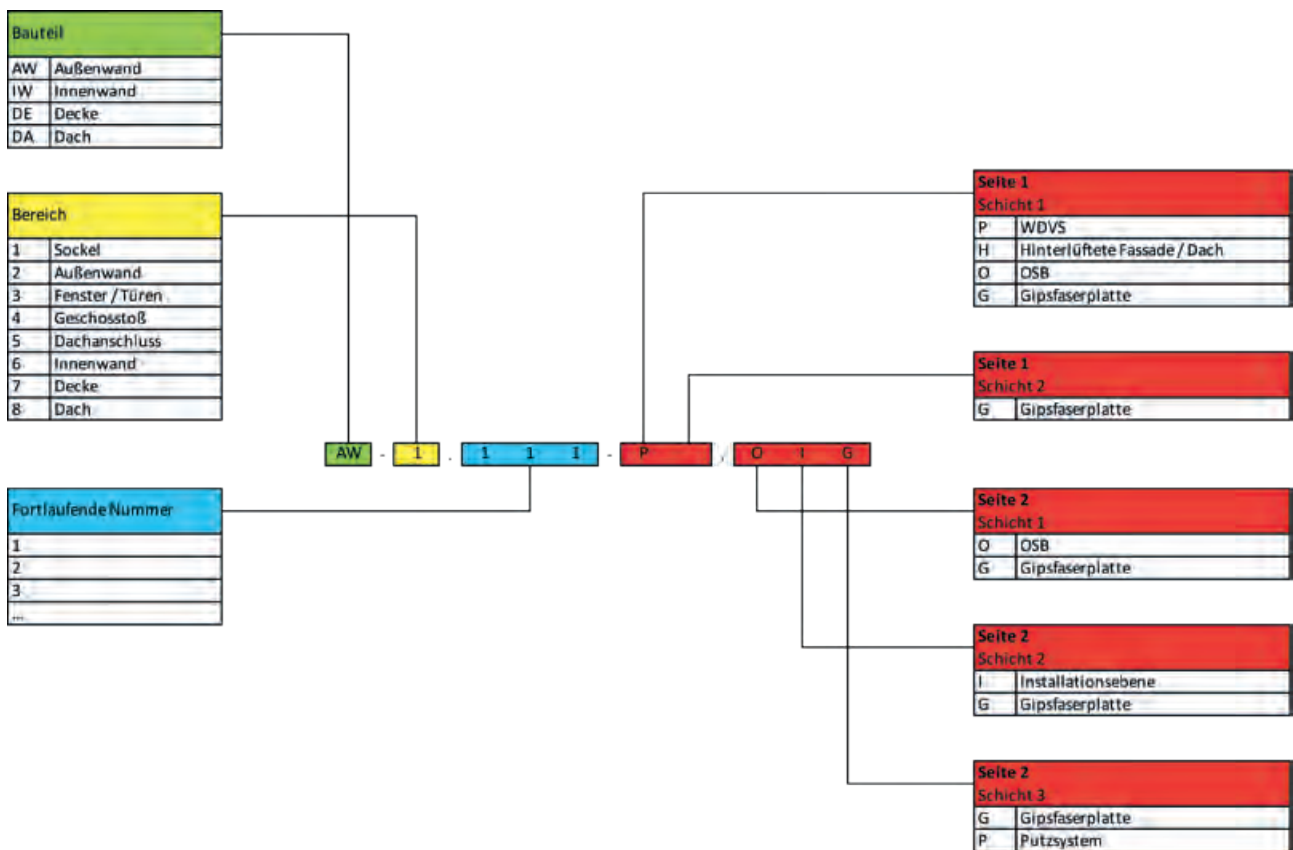 Bauteil
AW Außenwand
IW Innenwand
DE Decke
DA Dach
Bereich
1 Sockel
2 Außenwand
3 Fenster / Türen
4 Geschosstoß
5 Dachanschluss
6 Innenwand
7 Decke
8 Dach
Fortlaufende Nummer
1
2
3
...
AW - 1 . 1 1 1 - P , O I G
Seite 1
Schicht 1
P WDVS
H Hinterlüftete Fassade / Dach
O OSB
G Gipsfaserplatte
Seite 1
Schicht 2
G Gipsfaserplatte
Seite 2
Schicht 1
O OSB
G Gipsfaserplatte
Seite 2
Schicht 2
I Installationsebene
G Gipsfaserplatte
Seite 2
Schicht 3
G Gipsfaserplatte
P Putzsystem